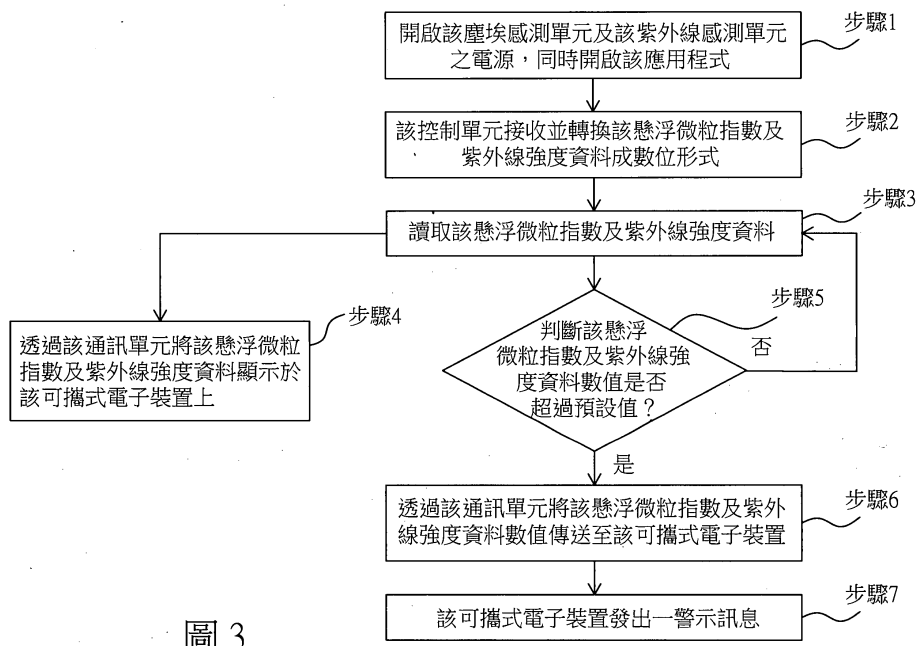 開啟該塵埃感測單元及該紫外線感測單元
之電源，同時開啟該應用程式
步驟1
該控制單元接收並轉換該懸浮微粒指數及
紫外線強度資料成數位形式
步驟2
讀取該懸浮微粒指數及紫外線強度資料
步驟3
透過該通訊單元將該懸浮微粒
指數及紫外線強度資料顯示於
該可攜式電子裝置上
步驟4
判斷該懸浮
微粒指數及紫外線強
度資料數值是否
超過預設值？
步驟5
否
是
透過該通訊單元將該懸浮微粒指數及紫外
線強度資料數值傳送至該可攜式電子裝置
步驟6
該可攜式電子裝置發出一警示訊息
步驟7
圖 3